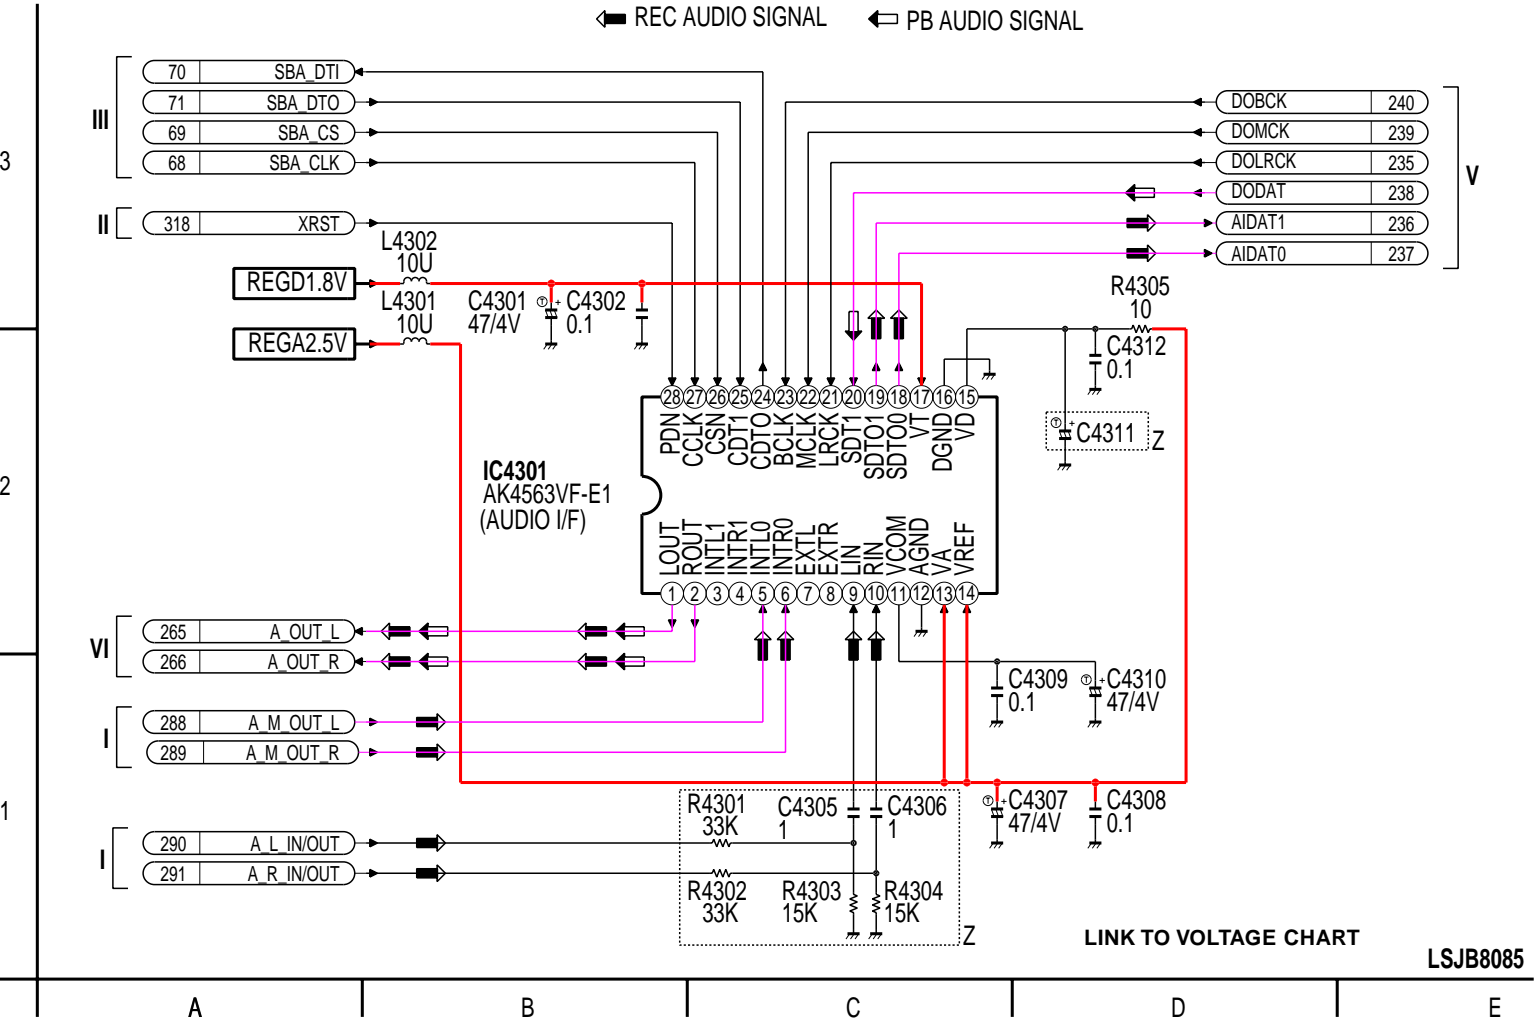 REC AUDIO SIGNAL PB AUDIO SIGNAL
III
70 SBA_DTI
71 SBA_DTO
69 SBA_CS
68 SBA_CLK
II
318 XRST
DOBCK 240
DOMCK 239
DOLRCK 235
DODAT 238
AIDAT1 236
AIDAT0 237
V
3
2
1
L4302
10U
REGD1.8V
L4301
10U
REGA2.5V
C4301
47/4V
T +
C4302
0.1
R4305
10
C4312
0.1
T +
C4311
Z
28 27 26 25 24 23 22 21 20 19 18 17 16 15
PDN
CCLK
CSN
CDT1
CDTO
BCLK
MCLK
LRCK
SDT1
SDTO1
SDTO0
VT
DGND
VD
IC4301
AK4563VF-E1
(AUDIO I/F)
LOUT
ROUT
INTL1
INTR1
INTL0
INTR0
EXTL
EXTR
LIN
RIN
VCOM
AGND
VA
VREF
1 2 3 4 5 6 7 8 9 10 11 12 13 14
VI
265 A_OUT_L
266 A_OUT_R
I
288 A_M_OUT_L
289 A_M_OUT_R
I
290 A_L_IN/OUT
291 A_R_IN/OUT
C4309
0.1
T +
C4310
47/4V
T +
C4307
47/4V
C4308
0.1
R4301
33K
C4305
1
C4306
1
R4302
33K
R4303
15K
R4304
15K
Z
LINK TO VOLTAGE CHART
LSJB8085
A B C D E